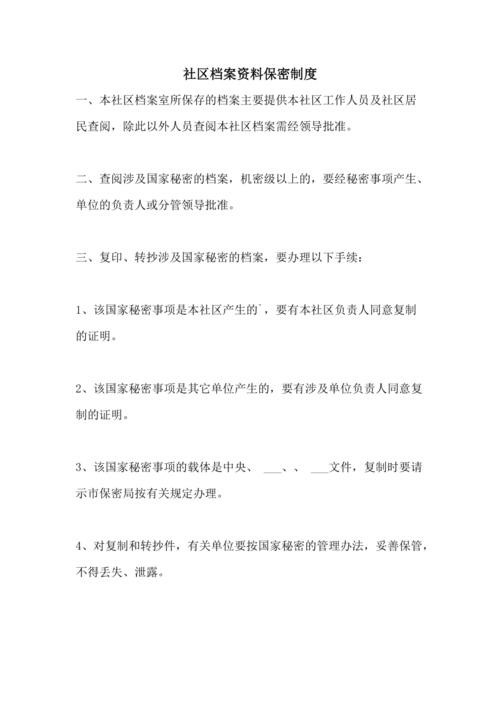 社区档案资料保密制度
一、本社区档案室所保存的档案主要提供本社区工作人员及社区居
民查阅，除此以外人员查阅本社区档案需经领导批准。
二、查阅涉及国家秘密的档案，机密级以上的，要经秘密事项产生、
单位的负责人或分管领导批准。
三、复印、转抄涉及国家秘密的档案，要办理以下手续：
1、该国家秘密事项是本社区产生的`，要有本社区负责人同意复制
的证明。
2、该国家秘密事项是其它单位产生的，要有涉及单位负责人同意复
制的证明。
3、该国家秘密事项的载体是中央、 ___、、 ___文件，复制时要请
示市保密局按有关规定办理。
4、对复制和转抄件，有关单位要按国家秘密的管理办法，妥善保管，
不得丢失、泄露。